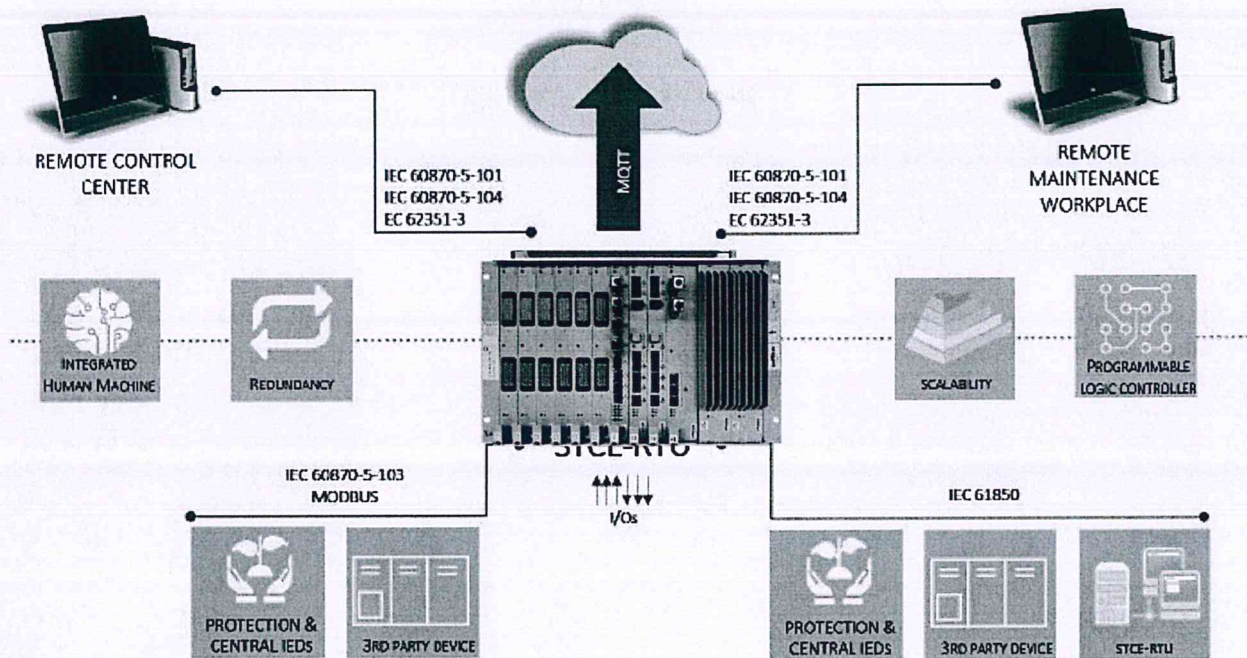 REMOTE CONTROL
CENTER
IEC 60870-5-101
IEC 60870-5-104
EC 62351-3
MQTT
IEC 60870-5-101
IEC 60870-5-104
EC 62351-3
REMOTE
MAINTENANCE
WORKPLACE
INTEGRATED
HUMAN MACHINE
REDUNDANCY
SCALABILITY
PROGRAMMABLE
LOGIC CONTROLLER
STCE-RTU
I/Os
IEC 60870-5-103
MODBUS
IEC 61850
PROTECTION &
CENTRAL IEDs
3RD PARTY DEVICE
PROTECTION &
CENTRAL IEDs
3RD PARTY DEVICE
STCE-RTU